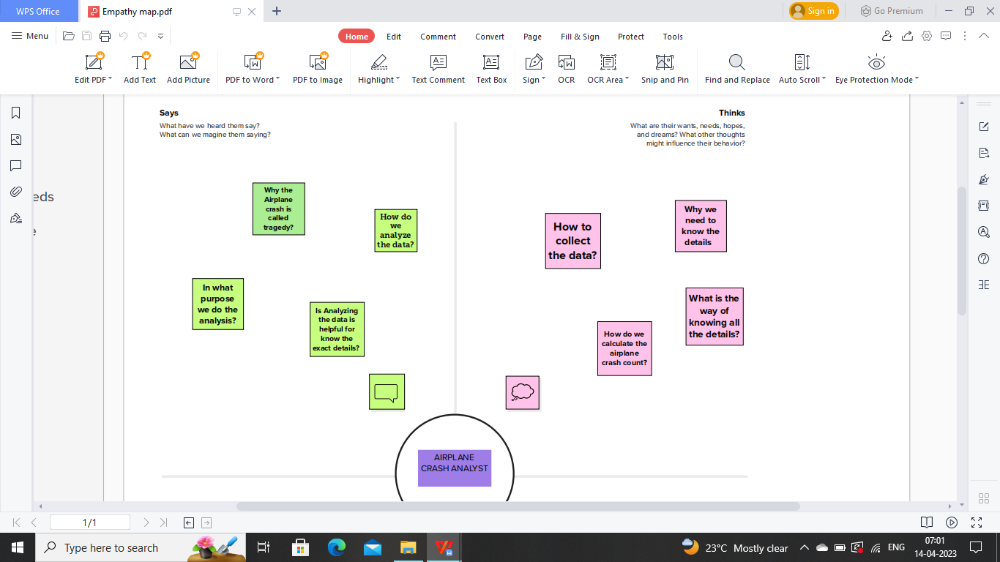 WPS Office
Empathy map.pdf
Sign in
Go Premium
Menu
Home
Edit
Comment
Convert
Page
Fill & Sign
Protect
Tools
Edit PDF
Add Text
Add Picture
PDF to Word
PDF to Image
Highlight
Text Comment
Text Box
Sign
OCR
OCR Area
Snip and Pin
Find and Replace
Auto Scroll
Eye Protection Mode
eds
e
Says
What have we heard them say?
What can we magine them saying?
Thinks
What are their wants, needs, hopes,
and dreams? What other thoughts
might influence their behavior?
Why the
Airplane
crash is
called
tragedy?
How do
we
analyze
the data?
In what
purpose
we do the
analysis?
Is Analyzing
the data is
helpful for
know the
exact details?
How to
collect
the data?
Why we
need to
know the
details
What is the
way of
knowing all
the details?
How do we
calculate the
airplane
crash count?
AIRPLANE
CRASH ANALYST
1/1
Type here to search
23°C Mostly clear
ENG
07:01
14-04-2023